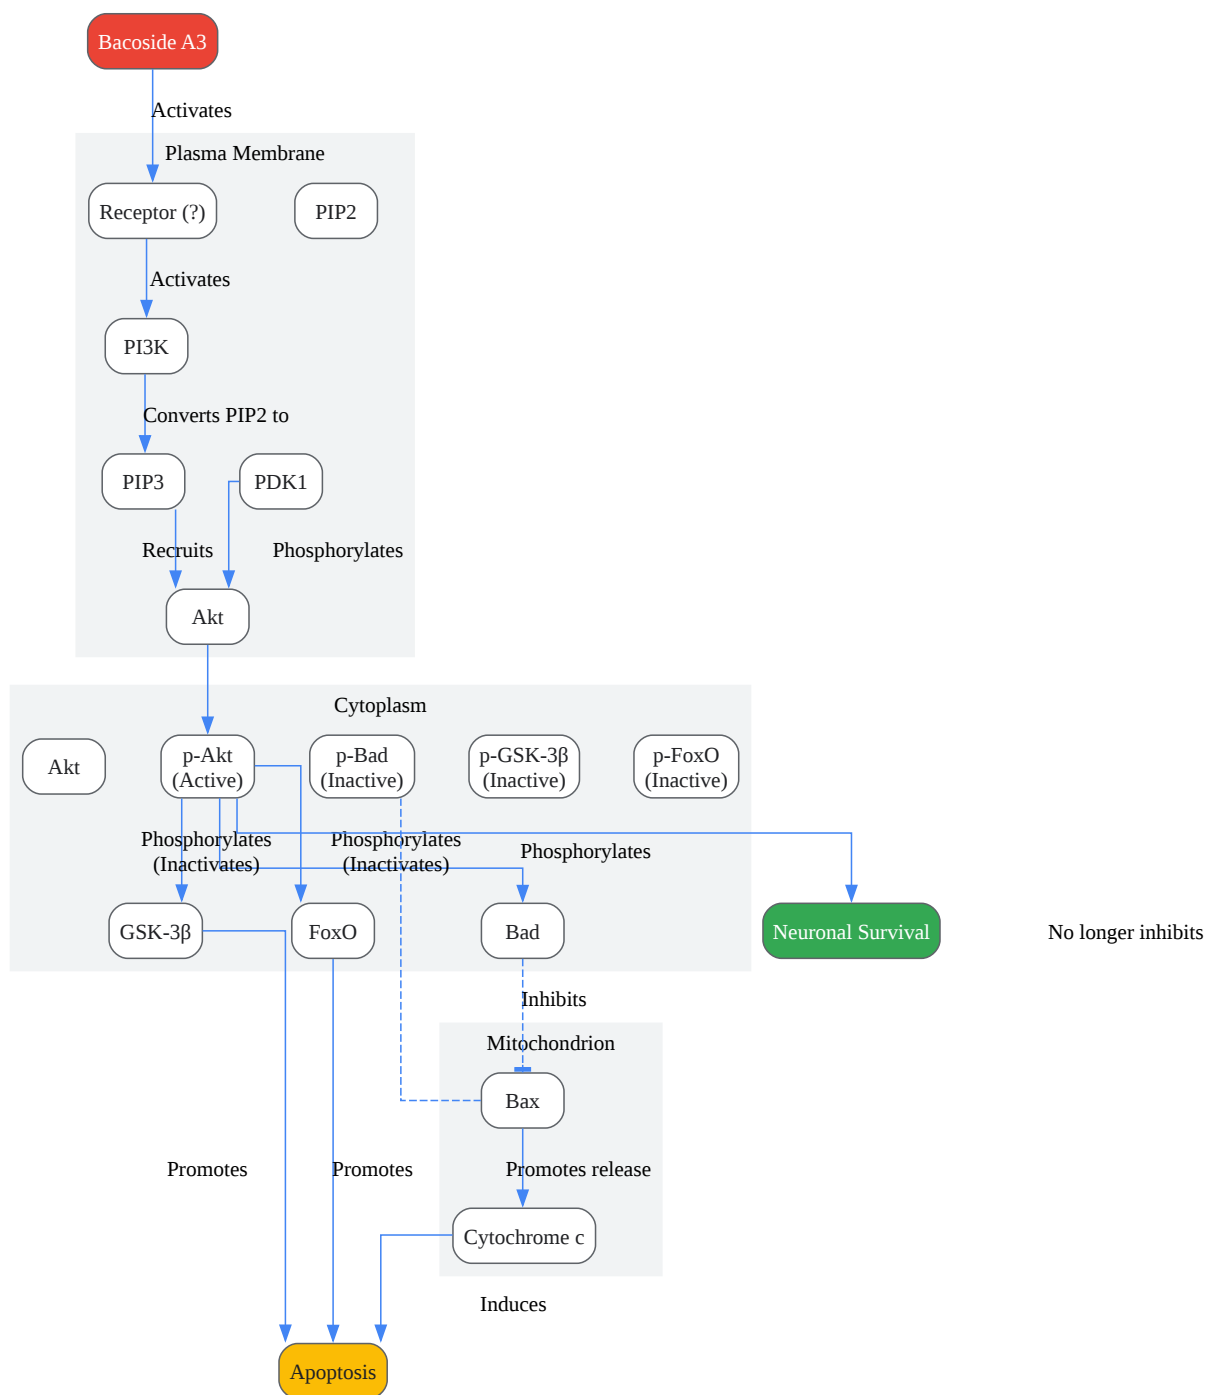 Bacoside A3
Activates
Plasma Membrane
Receptor (?)
PIP2
Activates
PI3K
Converts PIP2 to
PIP3
PDK1
Recruits
Phosphorylates
Akt
Cytoplasm
Akt
p-Akt
(Active)
p-Bad
(Inactive)
p-GSK-3β
(Inactive)
p-FoxO
(Inactive)
Phosphorylates
(Inactivates)
Phosphorylates
(Inactivates)
Phosphorylates
GSK-3β
FoxO
Bad
Neuronal Survival
No longer inhibits
Inhibits
Mitochondrion
Bax
Promotes
Promotes
Promotes release
Cytochrome c
Induces
Apoptosis